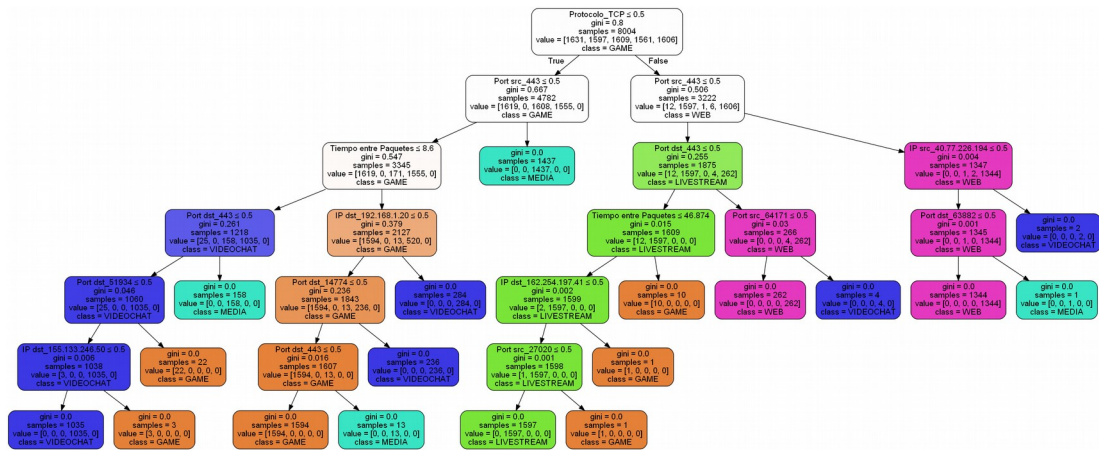 Protocolo_TCP ≤ 0.5
gini = 0.8
samples = 8004
value = [1631, 1597, 1609, 1561, 1606]
class = GAME
True
False
Port src_443 ≤ 0.5
gini = 0.667
samples = 4782
value = [1619, 0, 1608, 1555, 0]
class = GAME
Port src_443 ≤ 0.5
gini = 0.506
samples = 3222
value = [12, 1597, 1, 6, 1606]
class = WEB
Tiempo entre Paquetes ≤ 8.6
gini = 0.547
samples = 3345
value = [1619, 0, 171, 1555, 0]
class = GAME
gini = 0.0
samples = 1437
value = [0, 0, 1437, 0, 0]
class = MEDIA
Port dst_443 ≤ 0.5
gini = 0.255
samples = 1875
value = [12, 1597, 0, 4, 262]
class = LIVESTREAM
IP src_40.77.226.194 ≤ 0.5
gini = 0.004
samples = 1347
value = [0, 0, 1, 2, 1344]
class = WEB
Port dst_443 ≤ 0.5
gini = 0.261
samples = 1218
value = [25, 0, 158, 1035, 0]
class = VIDEOCHAT
IP dst_192.168.1.20 ≤ 0.5
gini = 0.379
samples = 2127
value = [1594, 0, 13, 520, 0]
class = GAME
Tiempo entre Paquetes ≤ 46.874
gini = 0.015
samples = 1609
value = [12, 1597, 0, 0, 0]
class = LIVESTREAM
Port src_64171 ≤ 0.5
gini = 0.03
samples = 266
value = [0, 0, 0, 4, 262]
class = WEB
Port dst_63882 ≤ 0.5
gini = 0.001
samples = 1345
value = [0, 0, 1, 0, 1344]
class = WEB
gini = 0.0
samples = 2
value = [0, 0, 0, 2, 0]
class = VIDEOCHAT
Port dst_51934 ≤ 0.5
gini = 0.046
samples = 1060
value = [25, 0, 0, 1035, 0]
class = VIDEOCHAT
gini = 0.0
samples = 158
value = [0, 0, 158, 0, 0]
class = MEDIA
Port dst_14774 ≤ 0.5
gini = 0.236
samples = 1843
value = [1594, 0, 13, 236, 0]
class = GAME
gini = 0.0
samples = 284
value = [0, 0, 0, 284, 0]
class = VIDEOCHAT
IP dst_162.254.197.41 ≤ 0.5
gini = 0.002
samples = 1599
value = [2, 1597, 0, 0, 0]
class = LIVESTREAM
gini = 0.0
samples = 10
value = [10, 0, 0, 0, 0]
class = GAME
gini = 0.0
samples = 262
value = [0, 0, 0, 0, 262]
class = WEB
gini = 0.0
samples = 4
value = [0, 0, 0, 4, 0]
class = VIDEOCHAT
gini = 0.0
samples = 1344
value = [0, 0, 0, 0, 1344]
class = WEB
gini = 0.0
samples = 1
value = [0, 0, 1, 0, 0]
class = MEDIA
IP dst_155.133.246.50 ≤ 0.5
gini = 0.006
samples = 1038
value = [3, 0, 0, 1035, 0]
class = VIDEOCHAT
gini = 0.0
samples = 22
value = [22, 0, 0, 0, 0]
class = GAME
Port dst_443 ≤ 0.5
gini = 0.016
samples = 1607
value = [1594, 0, 13, 0, 0]
class = GAME
gini = 0.0
samples = 236
value = [0, 0, 0, 236, 0]
class = VIDEOCHAT
Port src_27020 ≤ 0.5
gini = 0.001
samples = 1598
value = [1, 1597, 0, 0, 0]
class = LIVESTREAM
gini = 0.0
samples = 1
value = [1, 0, 0, 0, 0]
class = GAME
gini = 0.0
samples = 1035
value = [0, 0, 0, 1035, 0]
class = VIDEOCHAT
gini = 0.0
samples = 3
value = [3, 0, 0, 0, 0]
class = GAME
gini = 0.0
samples = 1594
value = [1594, 0, 0, 0, 0]
class = GAME
gini = 0.0
samples = 13
value = [0, 0, 13, 0, 0]
class = MEDIA
gini = 0.0
samples = 1597
value = [0, 1597, 0, 0, 0]
class = LIVESTREAM
gini = 0.0
samples = 1
value = [1, 0, 0, 0, 0]
class = GAME